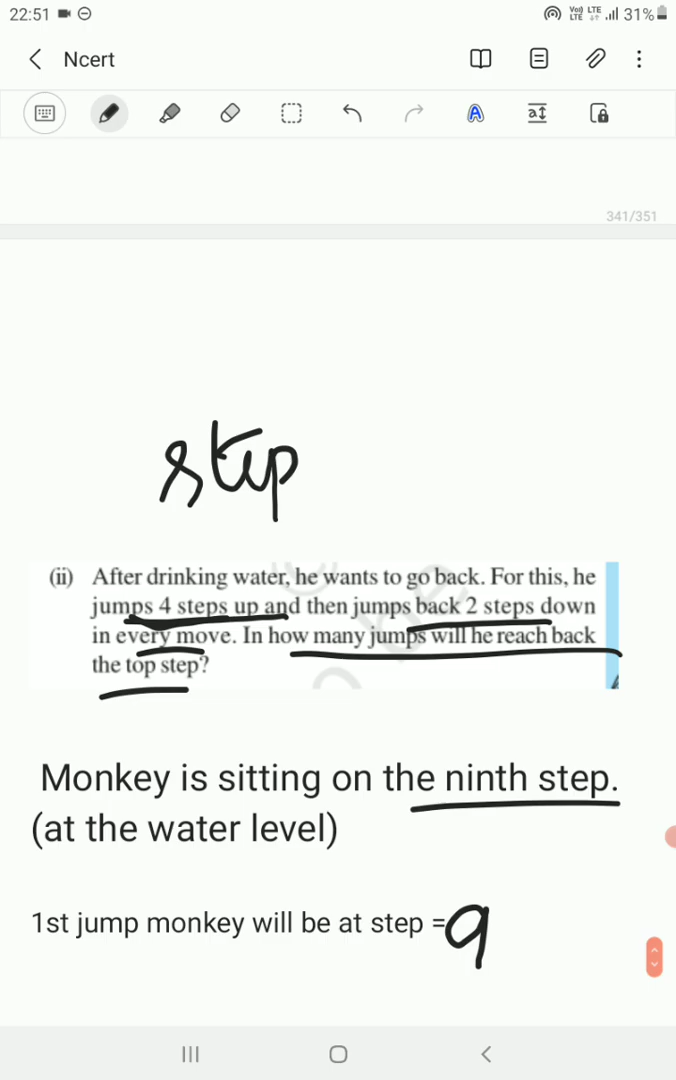 22:51
Vo)) LTE LTE 31%
Ncert
341/351
step
(ii) After drinking water, he wants to go back. For this, he
jumps 4 steps up and then jumps back 2 steps down
in every move. In how many jumps will he reach back
the top step?
Monkey is sitting on the ninth step.
(at the water level)
1st jump monkey will be at step = 9